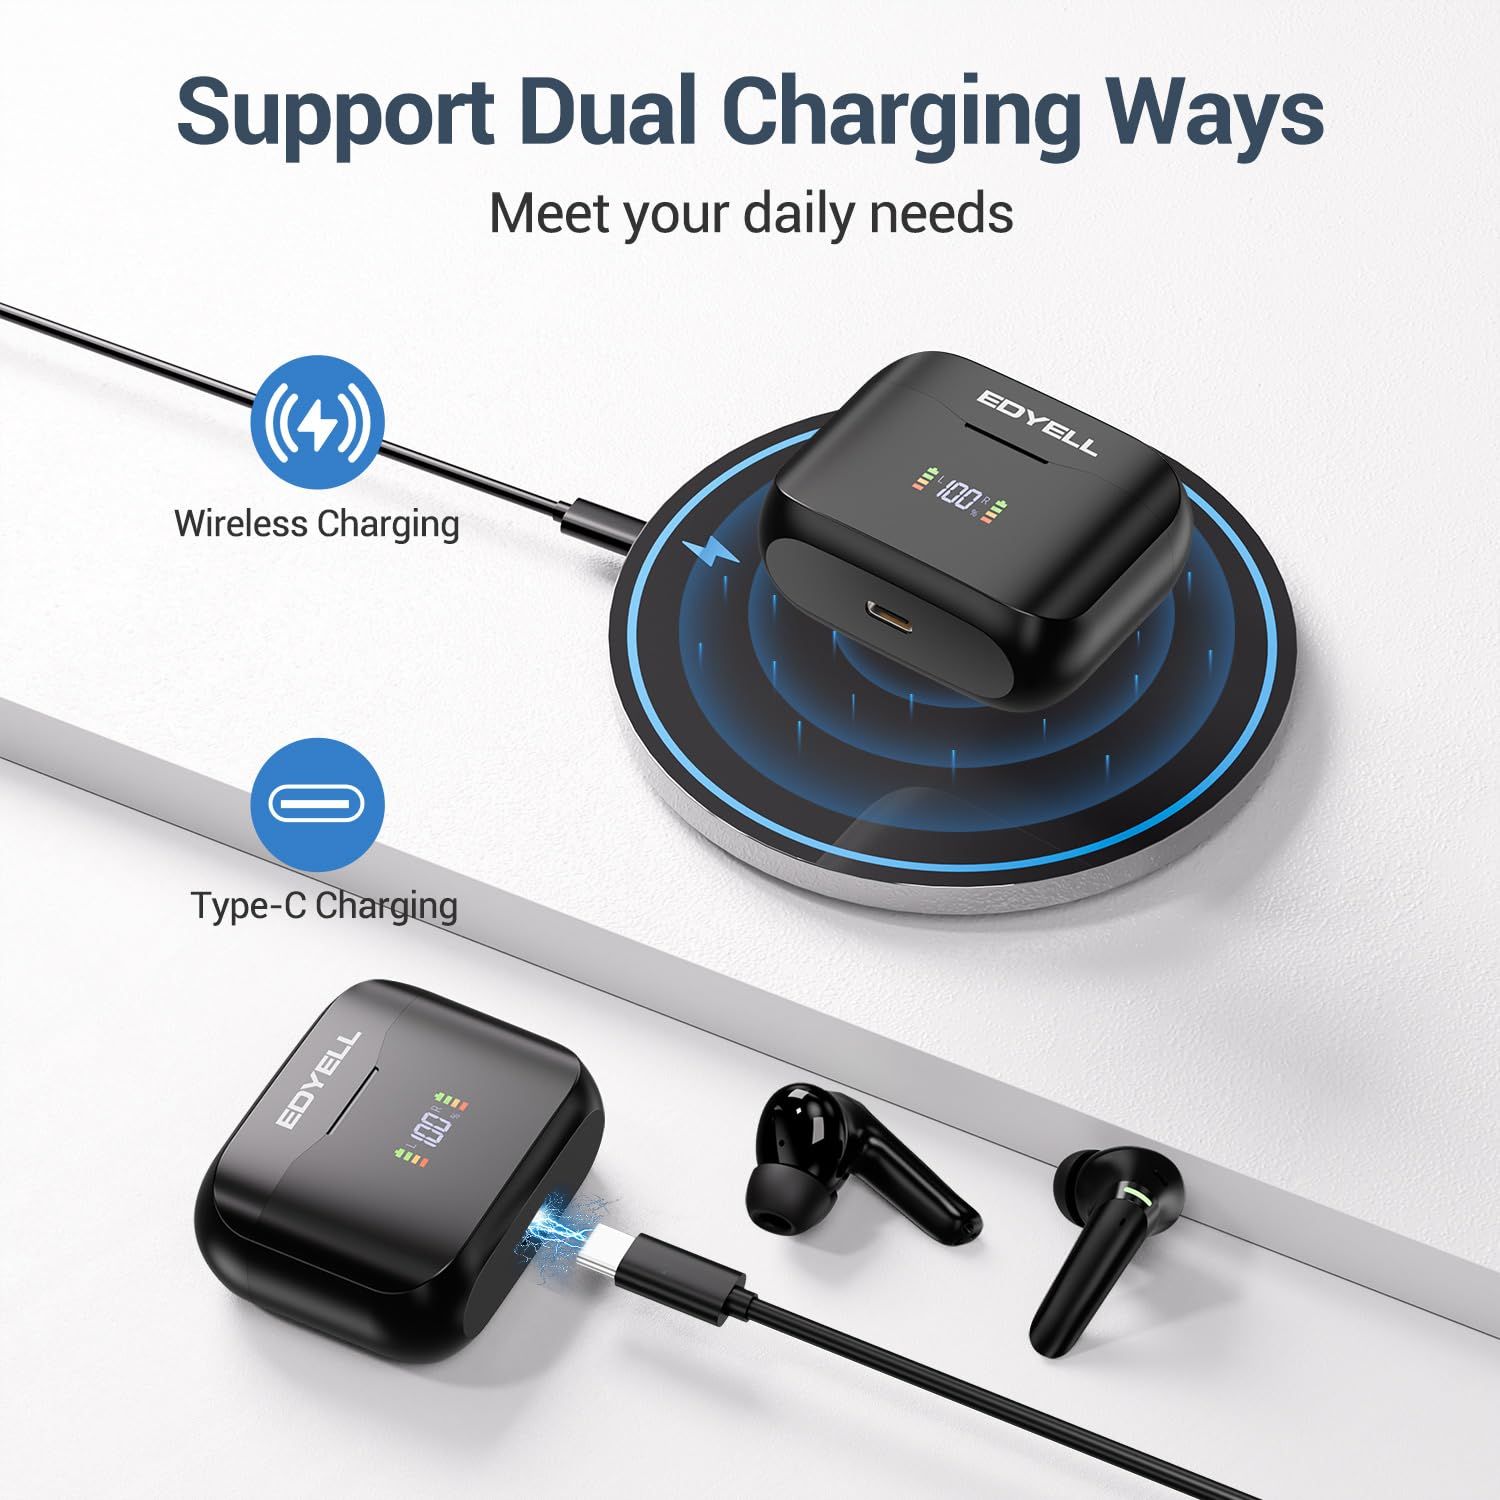 Support Dual Charging Ways
Meet your daily needs
EDYELL
L 100 % R
Wireless Charging
Type-C Charging
EDYELL
L 100 % R